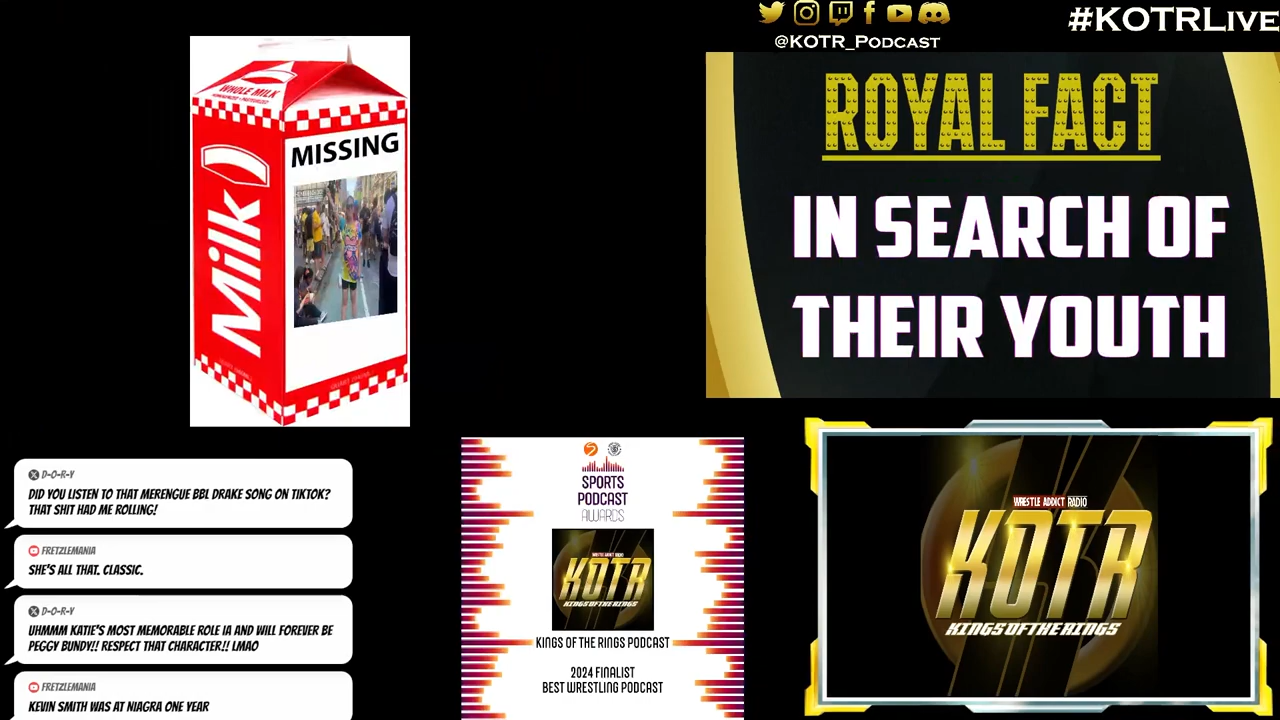 WHOLE MILK
MISSING
Milk
@KOTR_PODCAST
#KOTRLIVE
ROYAL FACT
IN SEARCH OF
THEIR YOUTH
D-O-R-Y
DID YOU LISTEN TO THAT MERENGUE BBL DRAKE SONG ON TIKTOK?
THAT SHIT HAD ME ROLLING!
FRETZLEMANIA
SHE'S ALL THAT. CLASSIC.
D-O-R-Y
UHMMM KATIE'S MOST MEMORABLE ROLE IA AND WILL FOREVER BE
PEGGY BUNDY!! RESPECT THAT CHARACTER!! LMAO
FRETZLEMANIA
KEVIN SMITH WAS AT NIAGRA ONE YEAR
SPORTS
PODCAST
AWARDS
WRESTLE ADDICT RADIO
KOTR
KINGS OF THE RINGS
KINGS OF THE RINGS PODCAST
2024 FINALIST
BEST WRESTLING PODCAST
WRESTLE ADDICT RADIO
KOTR
KINGS OF THE RINGS